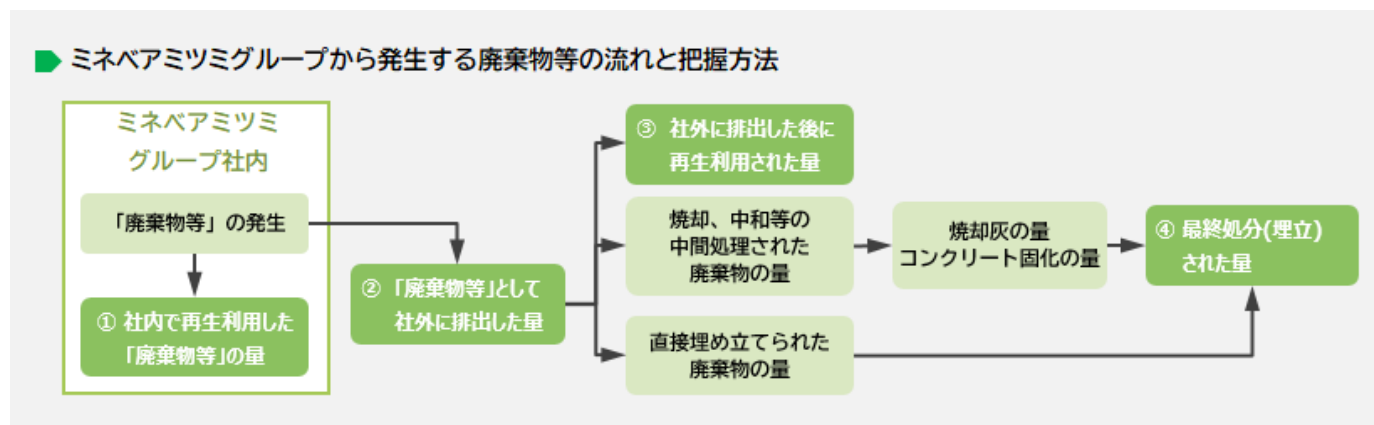 ミネベアミツミグループから発生する廃棄物等の流れと把握方法
ミネベアミツミ
グループ社内
「廃棄物等」の発生
① 社内で再生利用した
「廃棄物等」の量
② 「廃棄物等」として
社外に排出した量
③ 社外に排出した後に
再生利用された量
焼却、中和等の
中間処理された
廃棄物の量
直接埋め立てられた
廃棄物の量
焼却灰の量
コンクリート固化の量
④ 最終処分(埋立)
された量